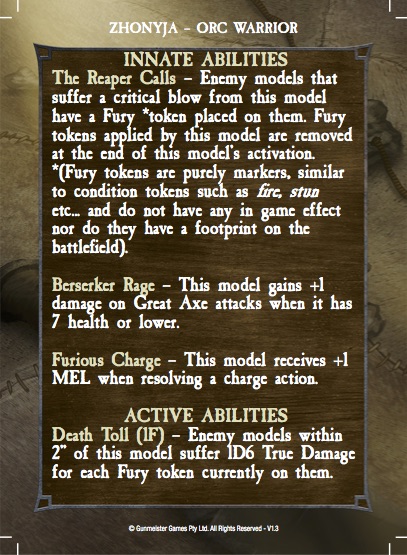 ZHONYJA – ORC WARRIOR
INNATE ABILITIES
The Reaper Calls – Enemy models that
suffer a critical blow from this model
have a Fury *token placed on them. Fury
tokens applied by this model are removed
at the end of this model's activation.
*(Fury tokens are purely markers, similar
to condition tokens such as fire, stun
etc... and do not have any in game effect
nor do they have a footprint on the
battlefield).
Berserker Rage – This model gains +1
damage on Great Axe attacks when it has
7 health or lower.
Furious Charge – This model receives +1
MEL when resolving a charge action.
ACTIVE ABILITIES
Death Toll (1F) – Enemy models within
2" of this model suffer 1D6 True Damage
for each Fury token currently on them.
© Gunmeister Games Pty Ltd. All Rights Reserved - V1.3